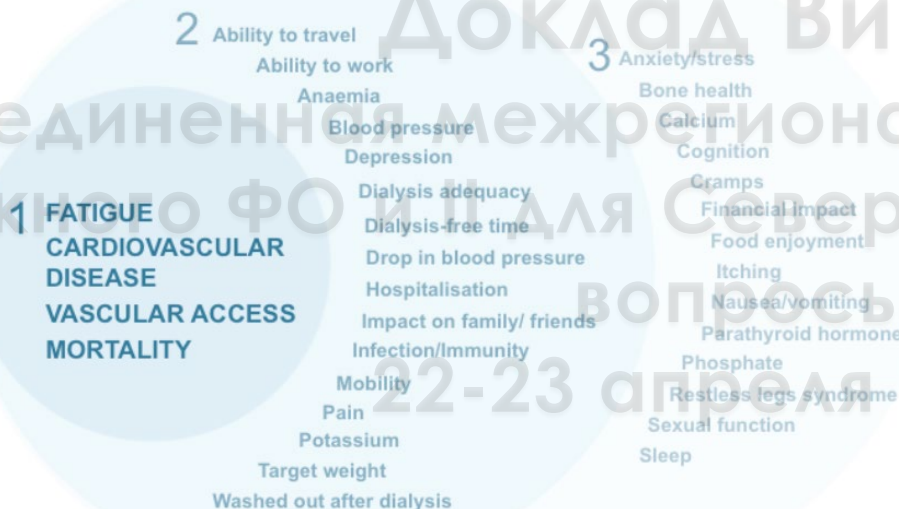 2 Ability to travel
Ability to work
Anaemia
Blood pressure
Depression
Dialysis adequacy
Dialysis-free time
Drop in blood pressure
Hospitalisation
Impact on family/ friends
Infection/Immunity
Mobility
Pain
Potassium
Target weight
Washed out after dialysis
3 Anxiety/stress
Bone health
Calcium
Cognition
Cramps
Financial impact
Food enjoyment
Itching
Nausea/vomiting
Parathyroid hormone
Phosphate
Restless legs syndrome
Sexual function
Sleep
1 FATIGUE
CARDIOVASCULAR
DISEASE
VASCULAR ACCESS
MORTALITY
Доклад Ви
единенная межрегионо
жного ФО и II для Север
вопросы
22-23 апреля